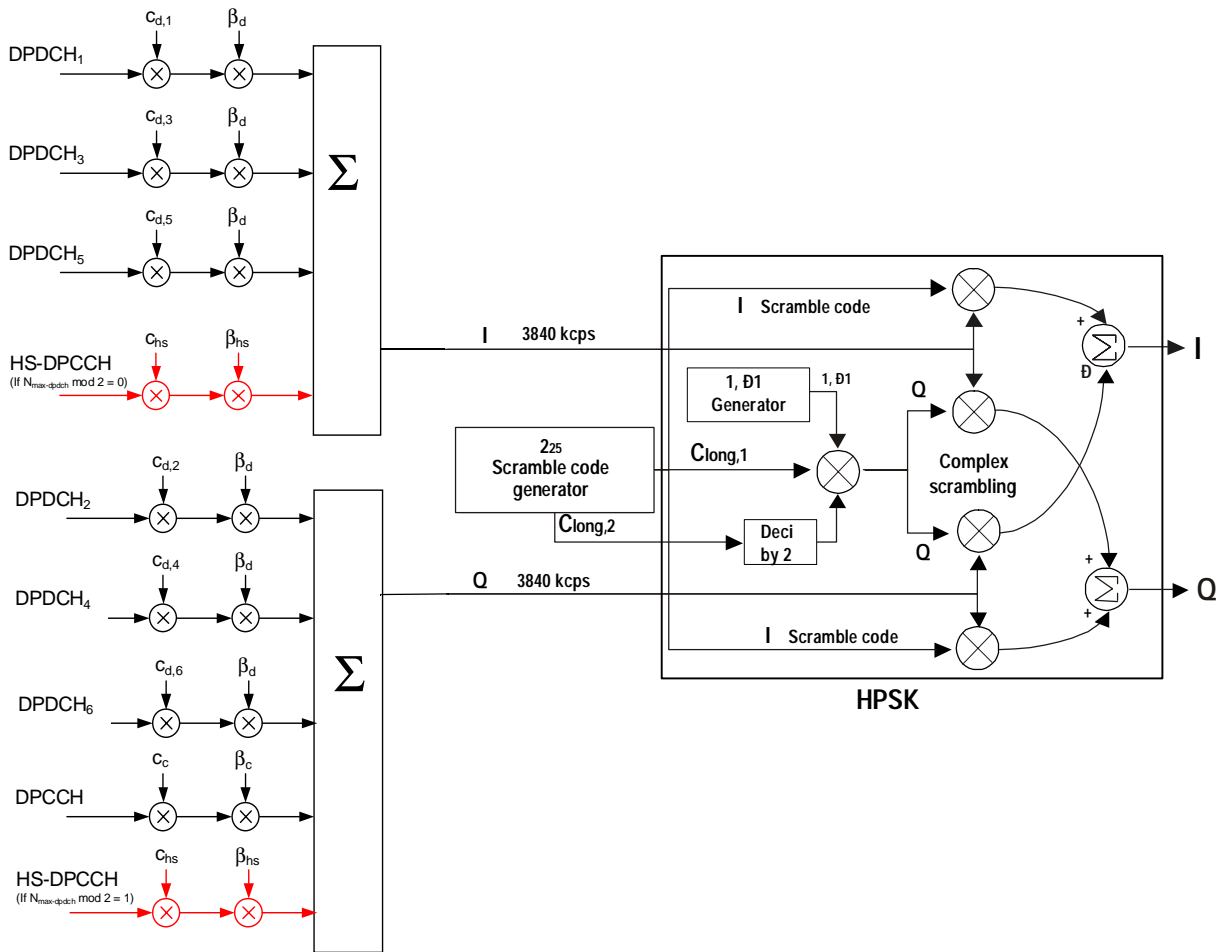 c_d,1
β_d
DPDCH_1
c_d,3
β_d
DPDCH_3
Σ
c_d,5
β_d
DPDCH_5
c_hs
β_hs
HS-DPCCH
(If N_max-dpdch mod 2 = 0)
I 3840 kcps
I Scramble code
+
Σ
Đ
I
1, Đ1
Generator
1, Đ1
Q
2_25
Scramble code
generator
C_long,1
Complex
scrambling
C_long,2
Deci
by 2
Q
c_d,2
β_d
DPDCH_2
c_d,4
β_d
DPDCH_4
Q 3840 kcps
+
Σ
+
Q
I Scramble code
HPSK
Σ
c_d,6
β_d
DPDCH_6
c_c
β_c
DPCCH
c_hs
β_hs
HS-DPCCH
(If N_max-dpdch mod 2 = 1)